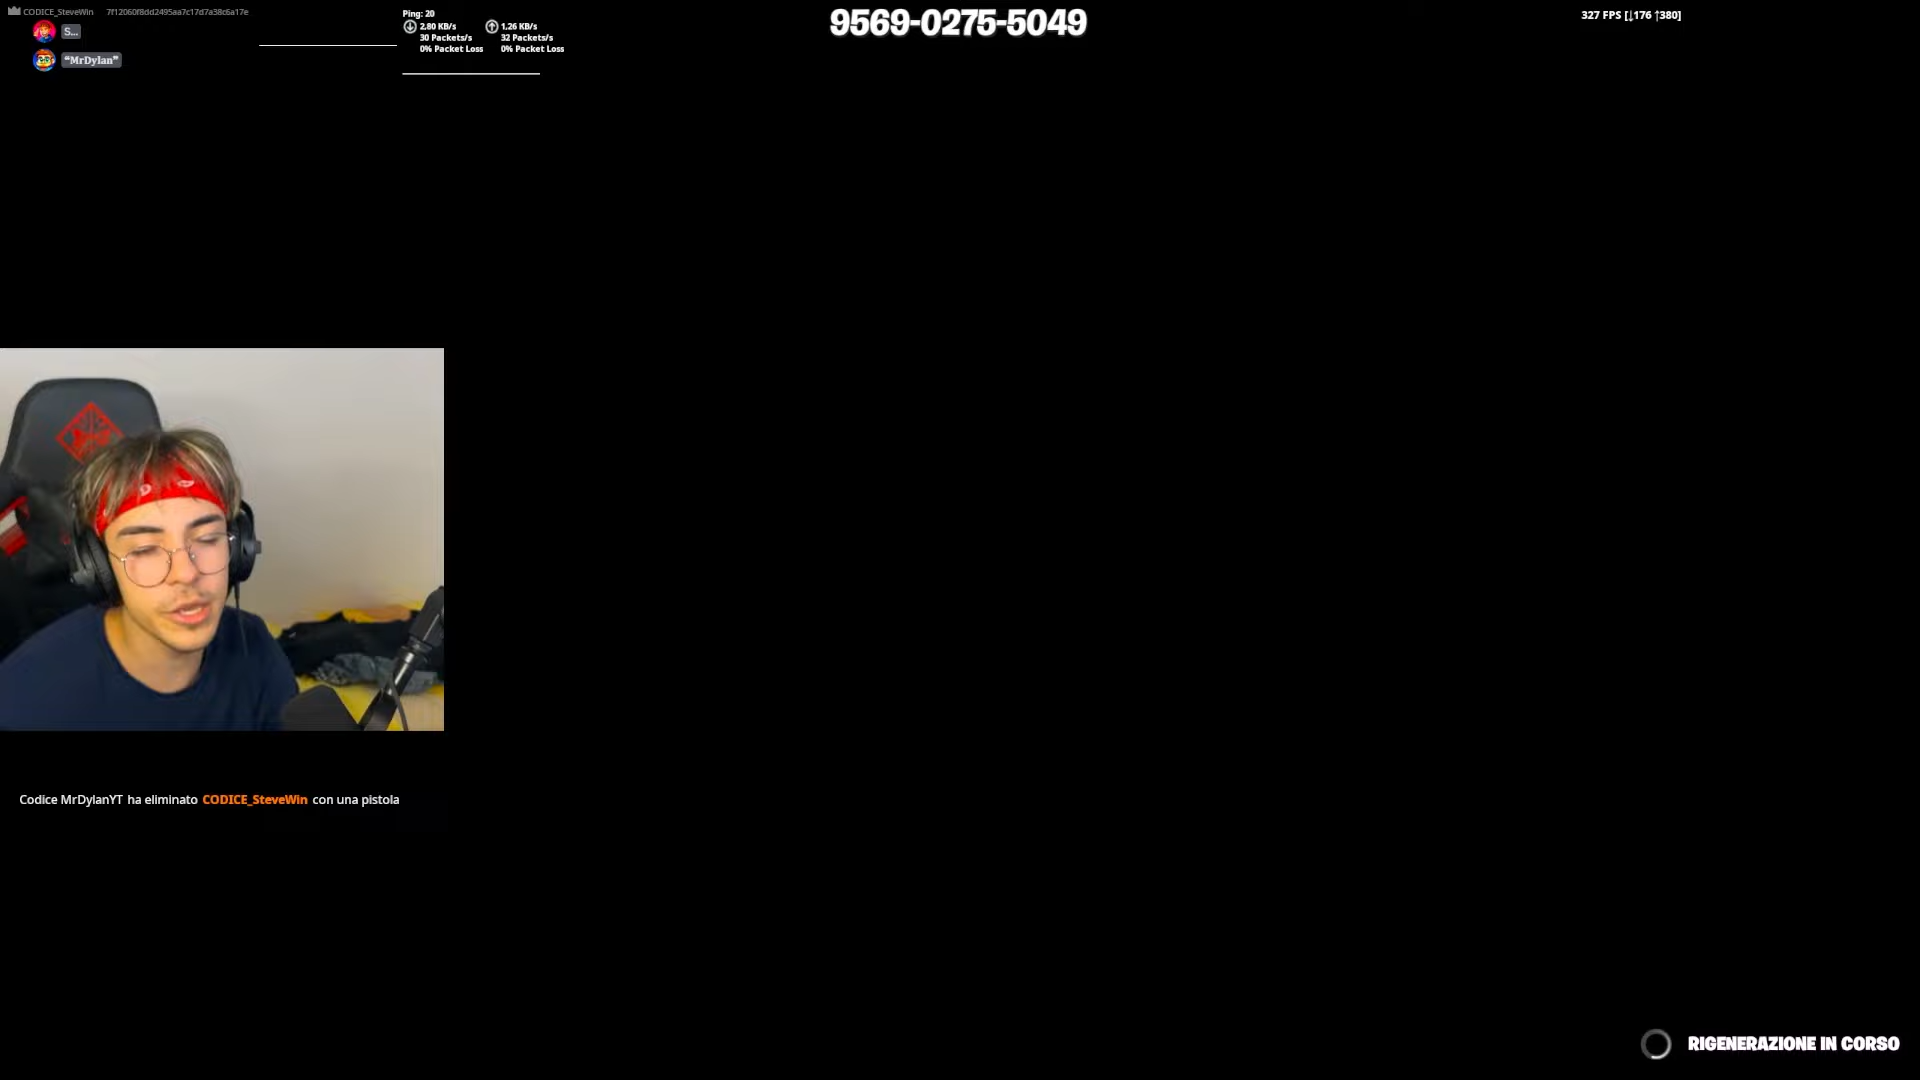 CODICE_SteveWin 7f12060f8dd2495aa7c17d7a38c6a17e
S...
"MrDylan"
Ping: 20
2,80 KB/s 1,26 KB/s
30 Packets/s 32 Packets/s
0% Packet Loss 0% Packet Loss
9569-0275-5049
327 FPS [↓176 ↑380]
Codice MrDylanYT ha eliminato CODICE_SteveWin con una pistola
RIGENERAZIONE IN CORSO